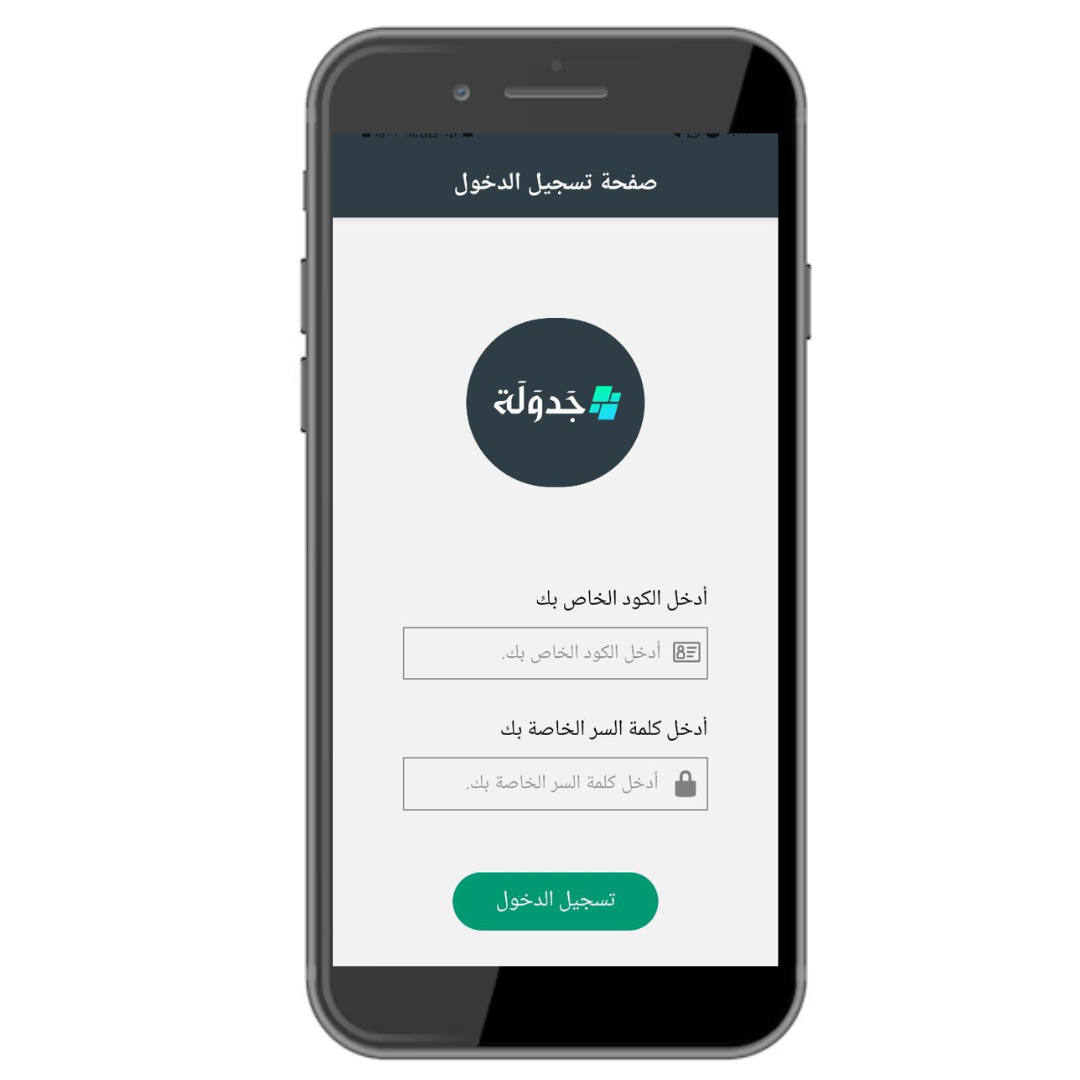 صفحة تسجيل الدخول
جَدوَلَة
أدخل الكود الخاص بك
أدخل الكود الخاص بك.
أدخل كلمة السر الخاصة بك
أدخل كلمة السر الخاصة بك.
تسجيل الدخول